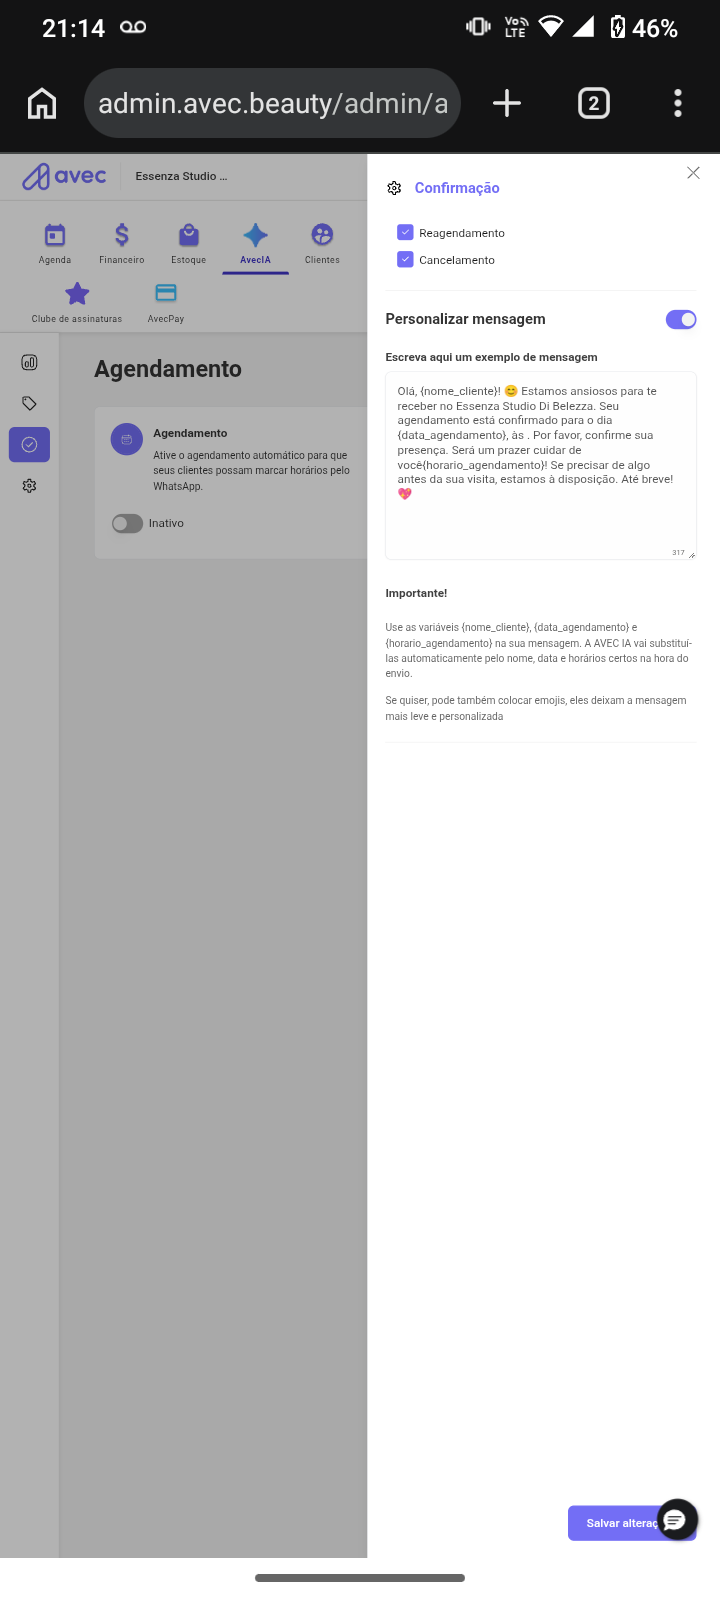 21:14
Vo
LTE
46%
admin.avec.beauty/admin/a
2
avec
Essenza Studio ...
Agenda
Financeiro
Estoque
AvecIA
Clientes
Clube de assinaturas
AvecPay
Agendamento
Agendamento
Ative o agendamento automático para que
seus clientes possam marcar horários pelo
WhatsApp.
Inativo
Confirmação
Reagendamento
Cancelamento
Personalizar mensagem
Escreva aqui um exemplo de mensagem
Olá, {nome_cliente}! 😊 Estamos ansiosos para te
receber no Essenza Studio Di Belezza. Seu
agendamento está confirmado para o dia
{data_agendamento}, às . Por favor, confirme sua
presença. Será um prazer cuidar de
você{horario_agendamento}! Se precisar de algo
antes da sua visita, estamos à disposição. Até breve!
💖
317
Importante!
Use as variáveis {nome_cliente}, {data_agendamento} e
{horario_agendamento} na sua mensagem. A AVEC IA vai substituí-
las automaticamente pelo nome, data e horários certos na hora do
envio.
Se quiser, pode também colocar emojis, eles deixam a mensagem
mais leve e personalizada
Salvar alteraç